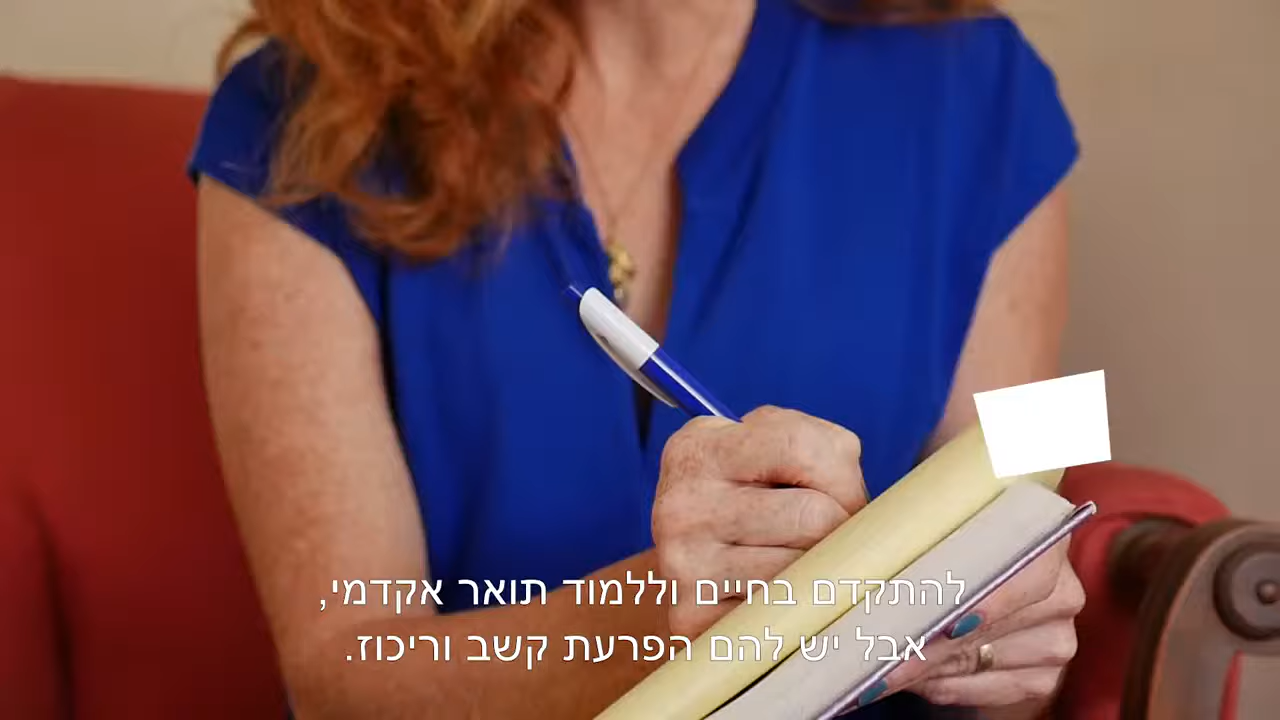 להתקדם בחיים וללמוד תואר אקדמי,
אבל יש להם הפרעת קשב וריכוז.